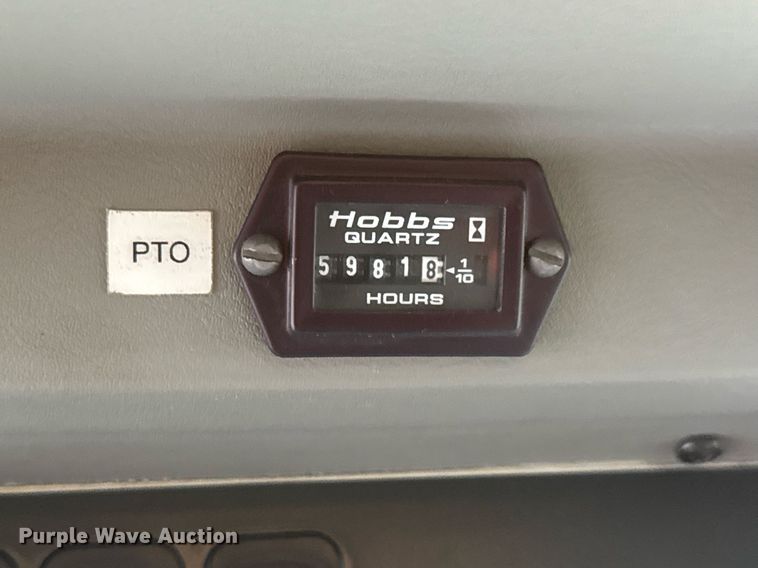 PTO
Hobbs
QUARTZ
5 9 8 1 8 1/10
HOURS
Purple Wave Auction®